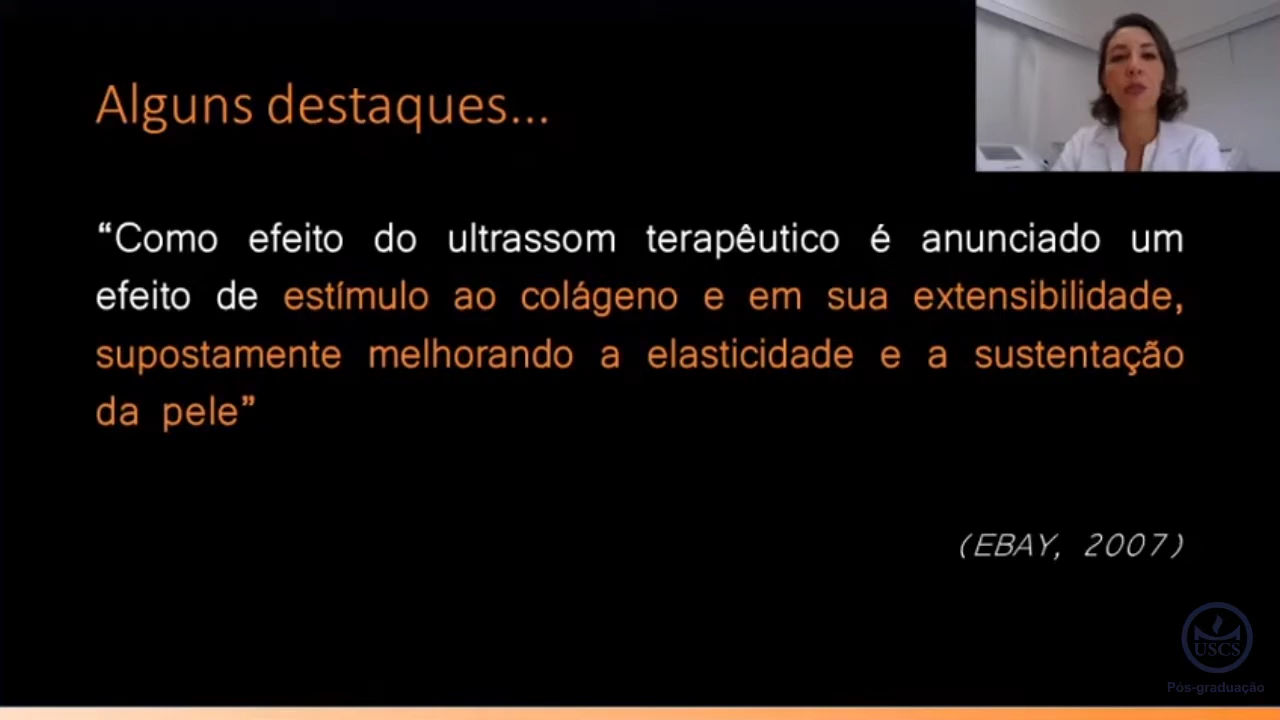 Alguns destaques...
“Como efeito do ultrassom terapêutico é anunciado um
efeito de estímulo ao colágeno e em sua extensibilidade,
supostamente melhorando a elasticidade e a sustentação
da pele”
(EBAY, 2007)
USCS
Pós-graduação